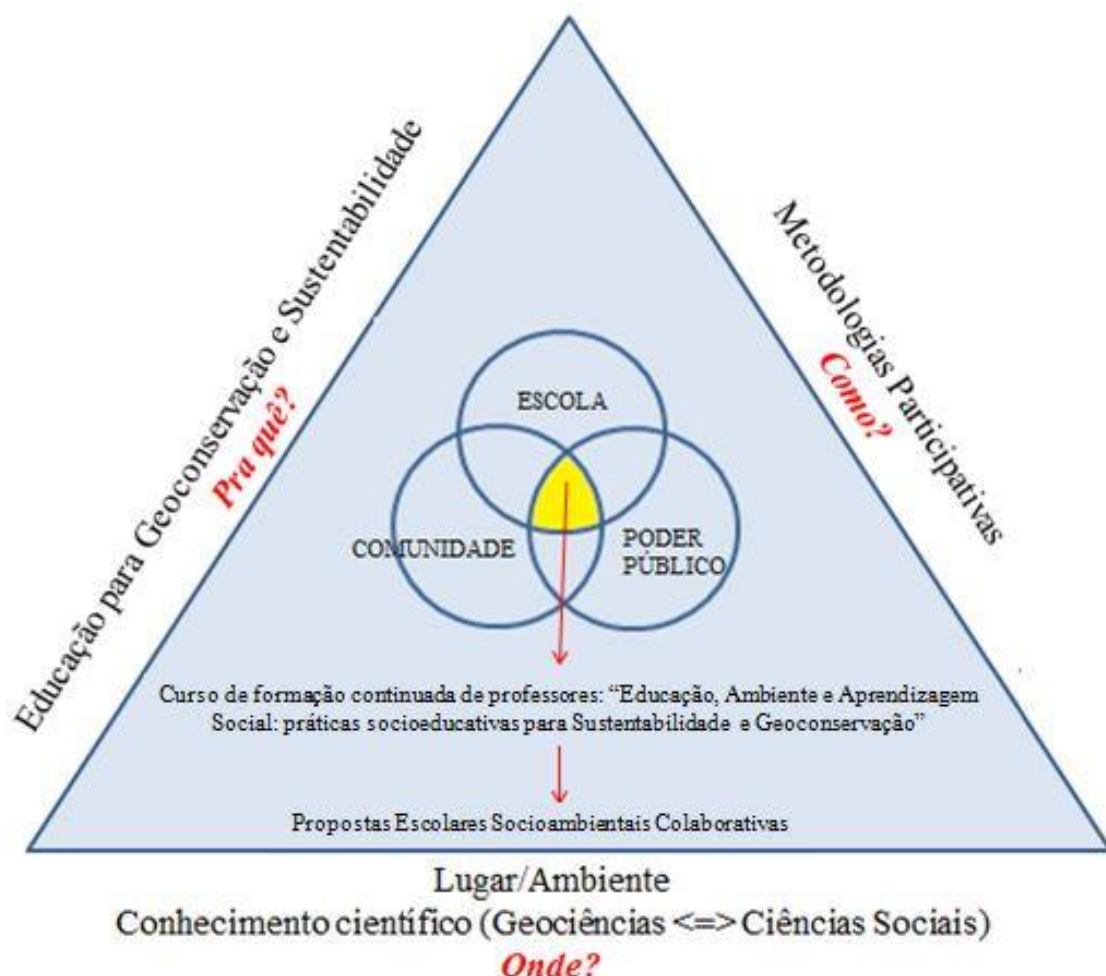 Educação para Geoconservação e Sustentabilidade
Pra quê?
Metodologias Participativas
Como?
ESCOLA
COMUNIDADE
PODER
PÚBLICO
Curso de formação continuada de professores: “Educação, Ambiente e Aprendizagem
Social: práticas socioeducativas para Sustentabilidade e Geoconservação”
Propostas Escolares Socioambientais Colaborativas
Lugar/Ambiente
Conhecimento científico (Geociências <=> Ciências Sociais)
Onde?